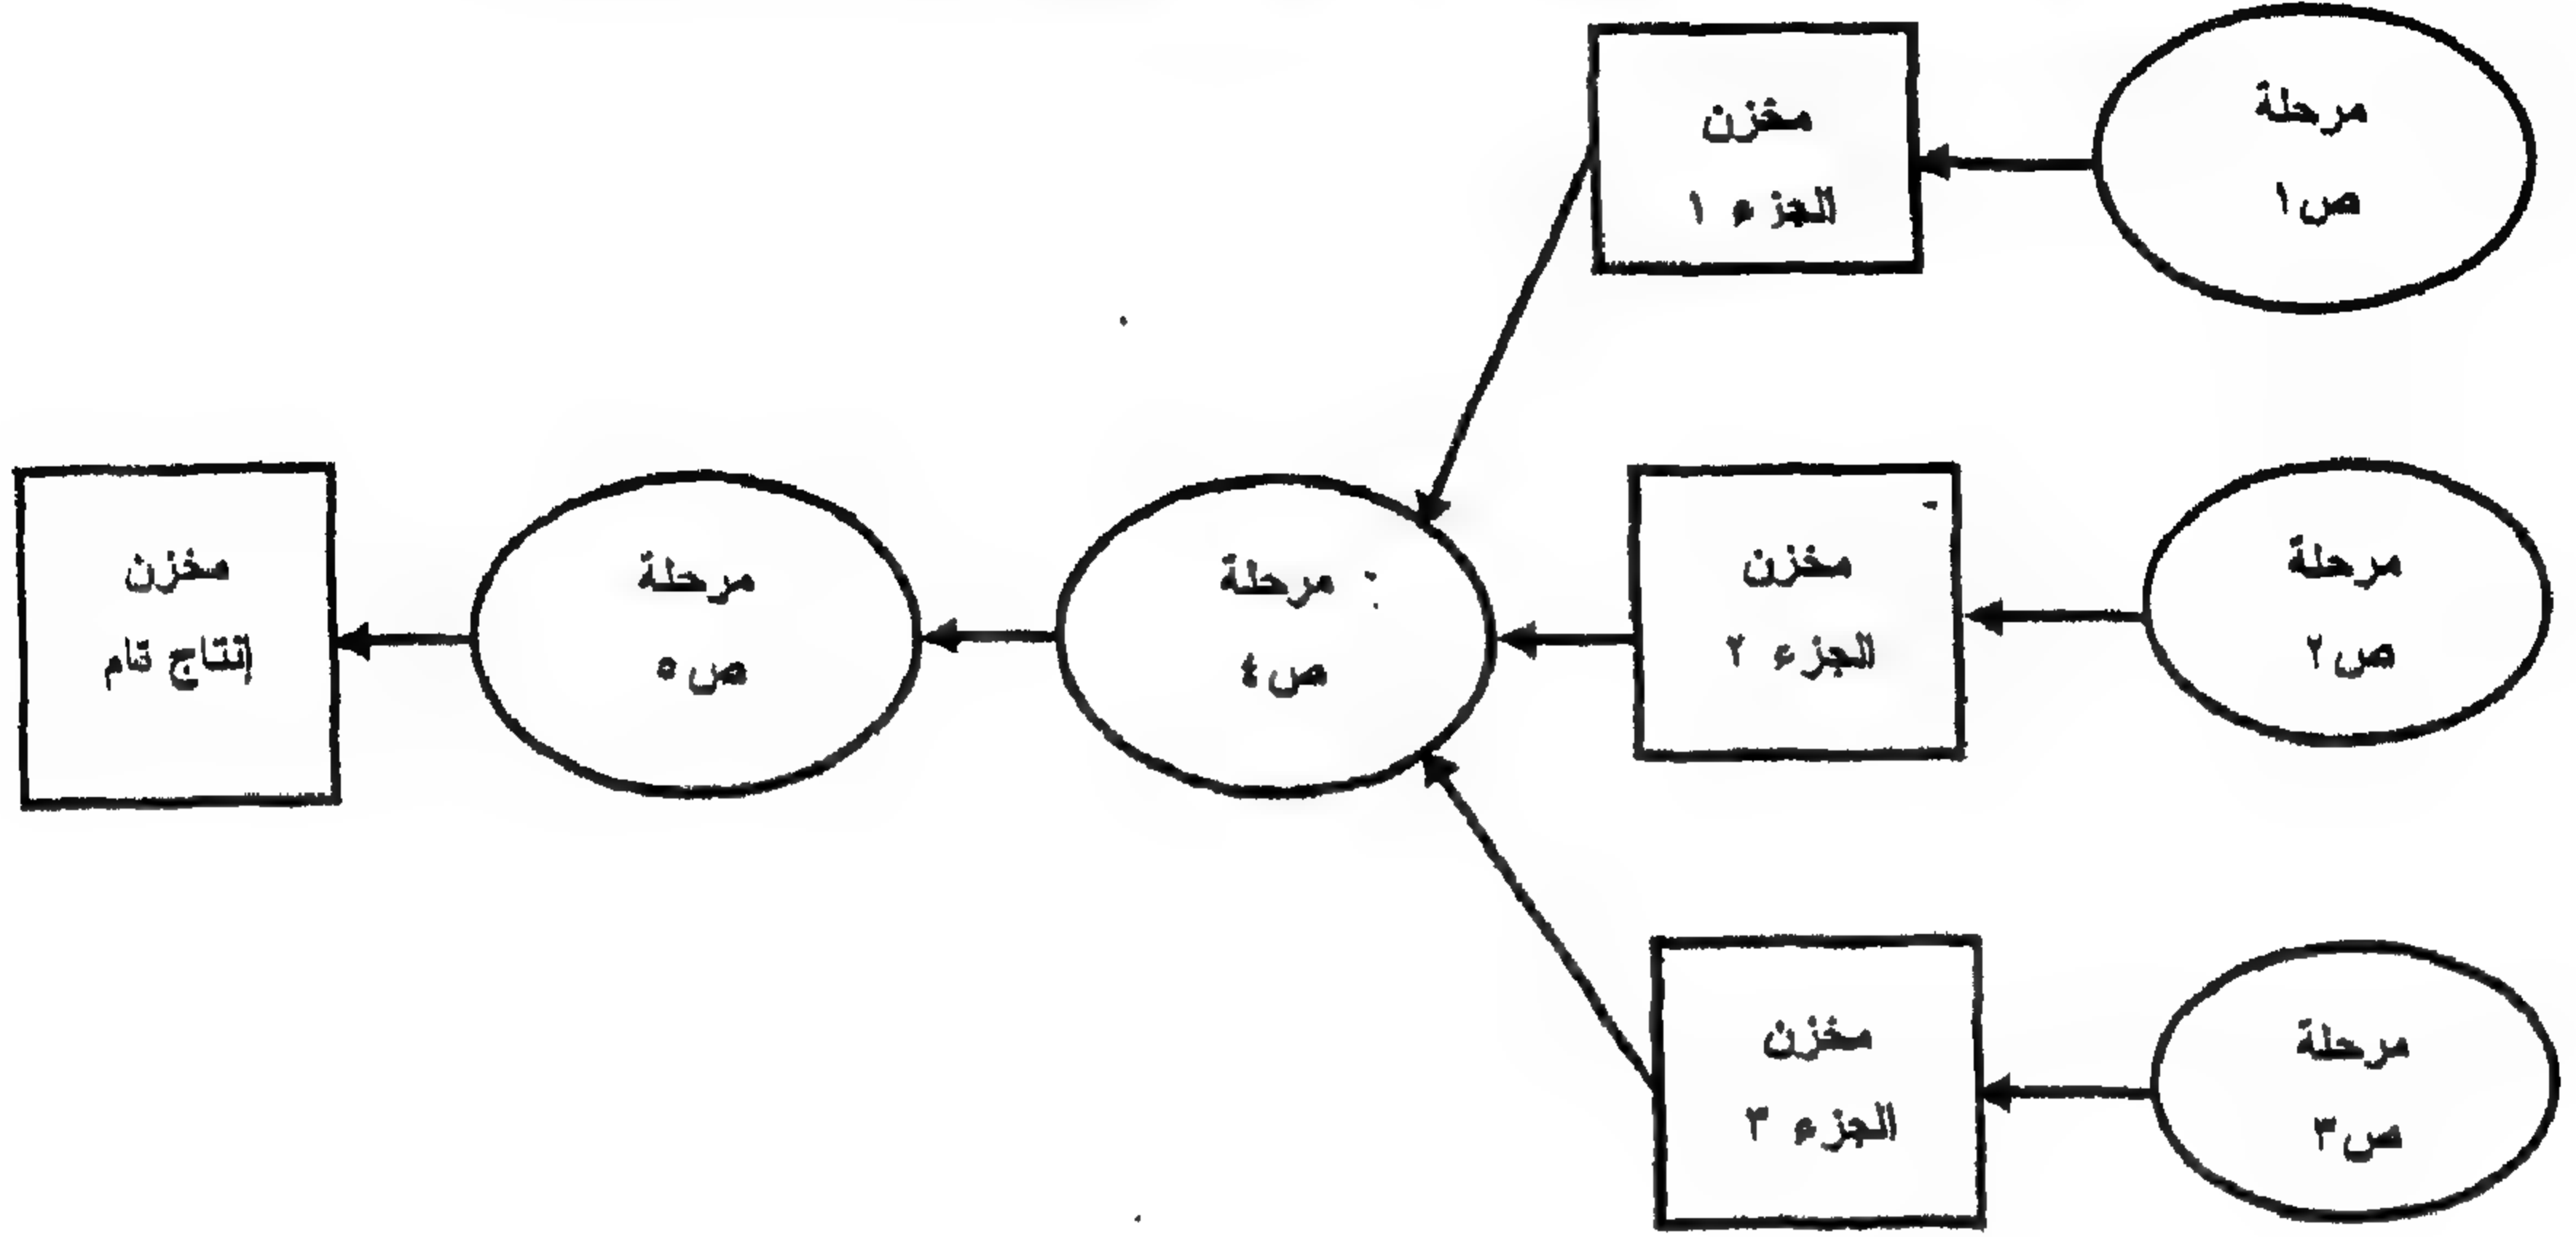 مرحلة
ص١
مخزن
الجزء ١
مرحلة
ص٢
مخزن
الجزء ٢
مرحلة
ص٤
مرحلة
ص٥
مخزن
إنتاج تام
مرحلة
ص٣
مخزن
الجزء ٣